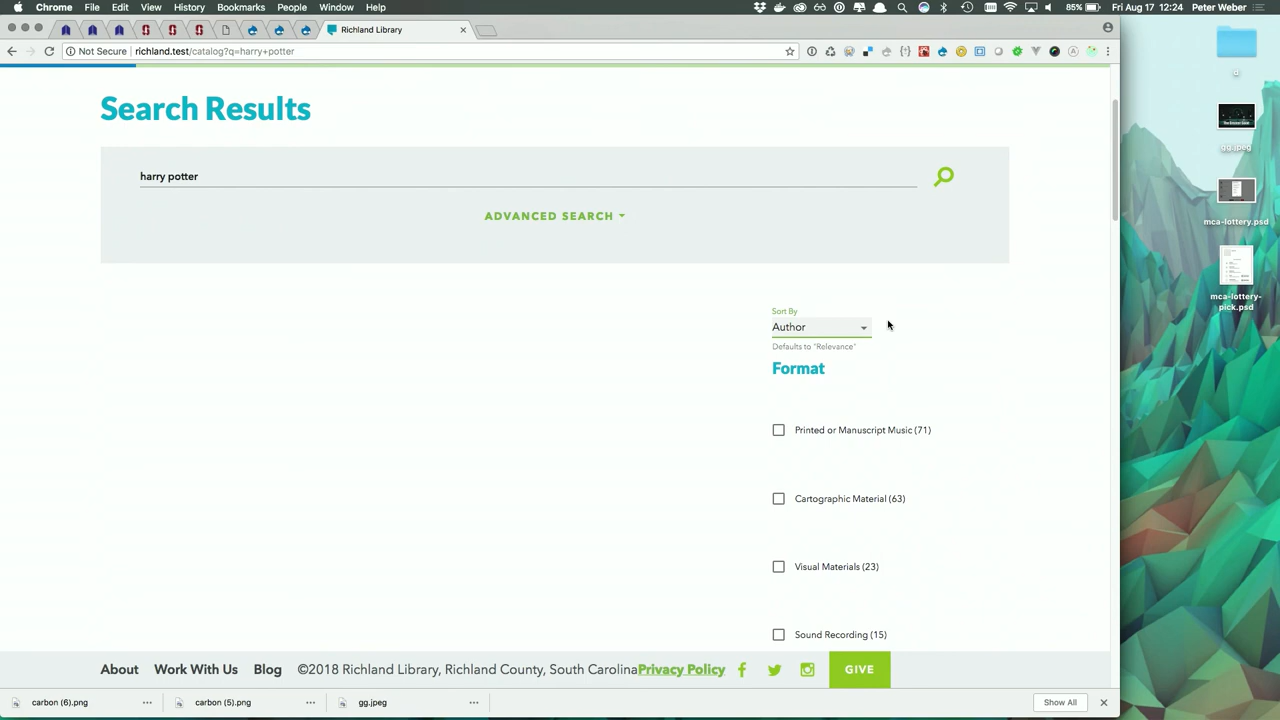 Chrome File Edit View History Bookmarks People Window Help
85% Fri Aug 17 12:24 Peter Weber
Richland Library
Not Secure richland.test/catalog?q=harry+potter
gg.jpeg
mca-lottery.psd
mca-lottery-
pick.psd
Search Results
harry potter
ADVANCED SEARCH
Sort By
Author
Defaults to "Relevance"
Format
Printed or Manuscript Music (71)
Cartographic Material (63)
Visual Materials (23)
Sound Recording (15)
About Work With Us Blog ©2018 Richland Library, Richland County, South CarolinaPrivacy Policy GIVE
carbon (6).png carbon (5).png gg.jpeg Show All